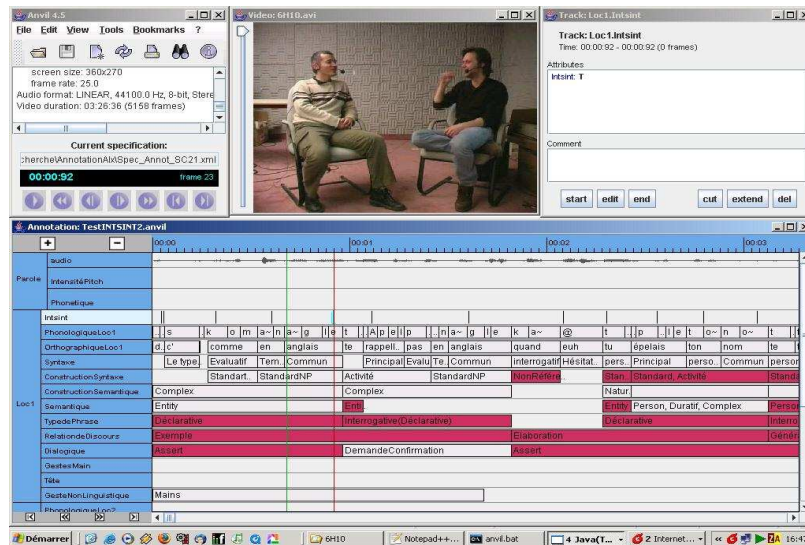 Anvil 4.5
File Edit View Tools Bookmarks ?
screen size: 360x270
frame rate: 25.0
Audio format: LINEAR, 44100.0 Hz, 8-bit, Stere
Video duration: 03:26:36 (5158 frames)
Current specification:
:cherche\AnnotationAlx\Spec_Annot_SC21.xml
00:00:92 frame 23
Video: 6H10.avi
Track: Loc1.Intsint
Track: Loc1.Intsint
Time: 00:00:92 - 00:00:92 (0 frames)
Attributes
Intsint: T
Comment
start edit end cut extend del
Annotation: TestINTSINT2.anvil
00:00 00:01 00:02 00:03
Parole
audio
IntensitéPitch
Phonetique
Loc1
Intsint
PhonologiqueLoc1 s k o m a~ n a~ g l e t A p e l p n a~ g l e k a~ @ t p l e t o~ n o~ t
OrthographiqueLoc1 d.. c' comme en anglais te rappell.. pas en anglais quand euh tu épelais ton nom te
Syntaxe Le type. Evaluatif Tem.. Commun Principal Evalu Te.. Commun interrogatif Hésitat.. pers.. Principal perso.. Commun person
ConstructionSyntaxe Standart.. StandardNP Activité StandardNP NonRéfére.. Stan.. Standard, Activité Standa
ConstructionSemantique Complex Complex Natur.
Semantique Entity Enti.. Entity Person, Duratif, Complex Person
TypedePhrase Déclarative Interrogative(Déclarative) Déclarative Interro
RelationdeDiscours Exemple Elaboration Génér
Dialogique Assert DemandeConfirmation Assert
GestesMain
Tête
GesteNonLinguistique Mains
PhonologiqueLoc2
Démarrer 6H10 Notepad++... anvil.bat 4 Java(T... 2 Internet... 16:4